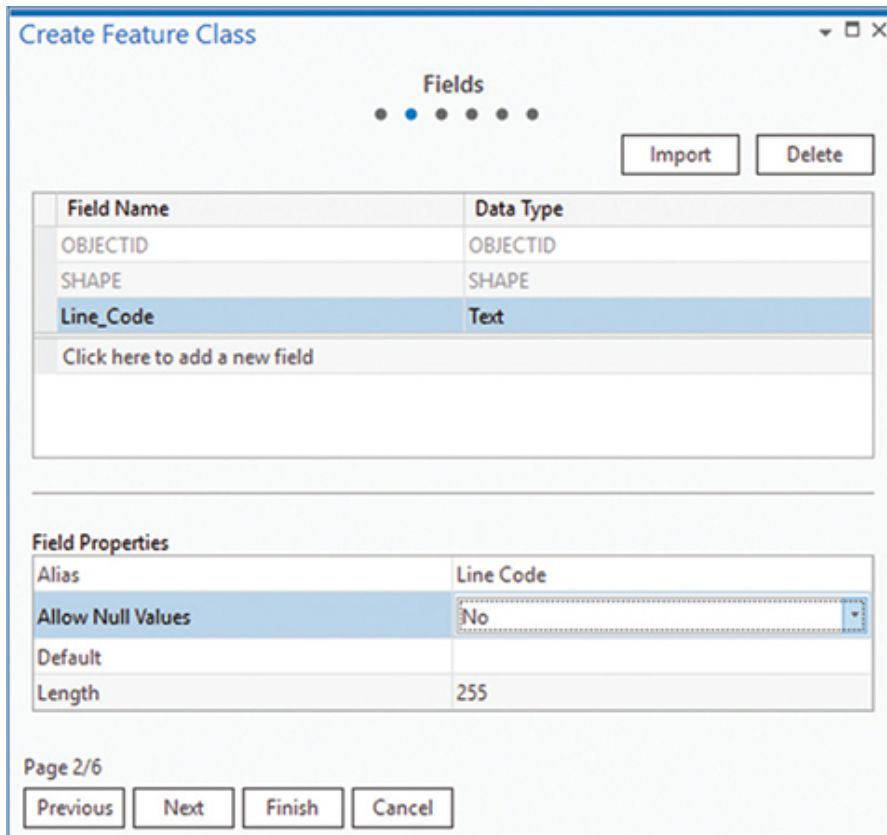 Create Feature Class
Fields
Import Delete
Field Name Data Type
OBJECTID OBJECTID
SHAPE SHAPE
Line_Code Text
Click here to add a new field
Field Properties
Alias Line Code
Allow Null Values No
Default
Length 255
Page 2/6
Previous Next Finish Cancel